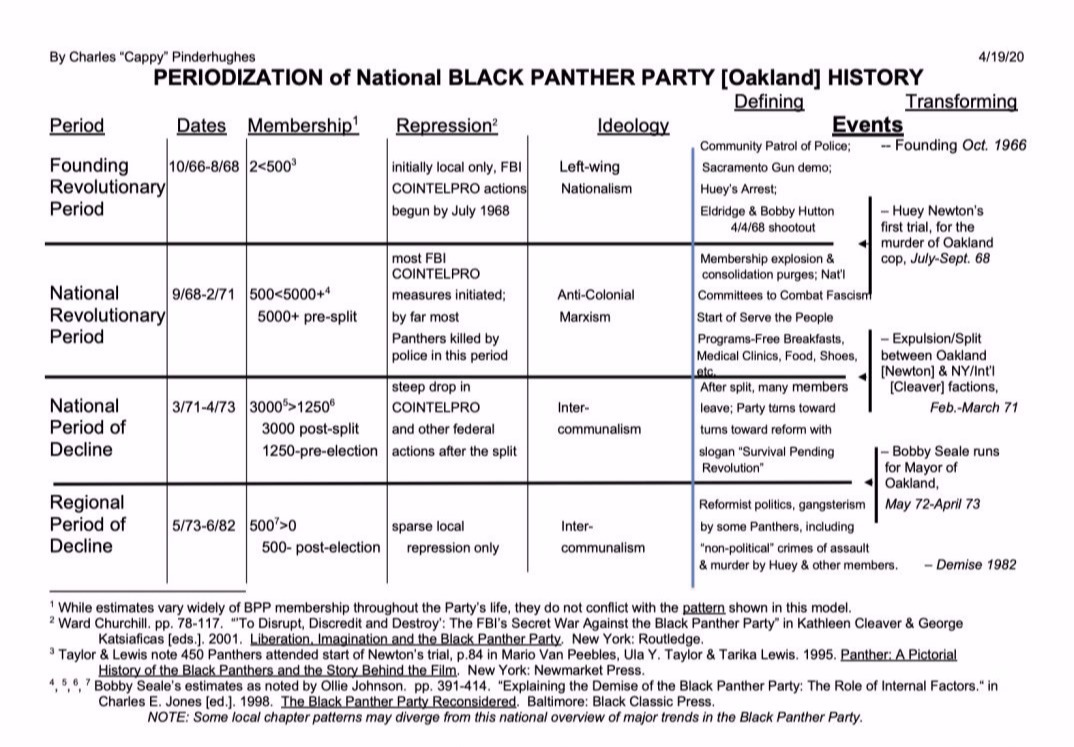 By Charles "Cappy" Pinderhughes 4/19/20
PERIODIZATION of National BLACK PANTHER PARTY [Oakland] HISTORY
Defining Transforming
Period Dates Membership¹ Repression² Ideology Events
Founding
Revolutionary
Period
10/66-8/68
2<500³
initially local only, FBI
COINTELPRO actions
begun by July 1968
Left-wing
Nationalism
Community Patrol of Police;
Sacramento Gun demo;
Huey's Arrest;
Eldridge & Bobby Hutton
4/4/68 shootout
-- Founding Oct. 1966
– Huey Newton's
first trial, for the
murder of Oakland
cop, July-Sept. 68
National
Revolutionary
Period
9/68-2/71
500<5000+⁴
5000+ pre-split
most FBI
COINTELPRO
measures initiated;
by far most
Panthers killed by
police in this period
Anti-Colonial
Marxism
Membership explosion &
consolidation purges; Nat'l
Committees to Combat Fascism
Start of Serve the People
Programs-Free Breakfasts,
Medical Clinics, Food, Shoes,
etc.
– Expulsion/Split
between Oakland
[Newton] & NY/Int'l
[Cleaver] factions,
Feb.-March 71
National
Period of
Decline
3/71-4/73
3000⁵>1250⁶
3000 post-split
1250-pre-election
steep drop in
COINTELPRO
and other federal
actions after the split
Inter-
communalism
After split, many members
leave; Party turns toward
turns toward reform with
slogan "Survival Pending
Revolution"
– Bobby Seale runs
for Mayor of
Oakland,
May 72-April 73
Regional
Period of
Decline
5/73-6/82
500⁷>0
500- post-election
sparse local
repression only
Inter-
communalism
Reformist politics, gangsterism
by some Panthers, including
"non-political" crimes of assault
& murder by Huey & other members.
– Demise 1982
¹ While estimates vary widely of BPP membership throughout the Party's life, they do not conflict with the pattern shown in this model.
² Ward Churchill. pp. 78-117. "'To Disrupt, Discredit and Destroy': The FBI's Secret War Against the Black Panther Party" in Kathleen Cleaver & George
Katsiaficas [eds.]. 2001. Liberation, Imagination and the Black Panther Party. New York: Routledge.
³ Taylor & Lewis note 450 Panthers attended start of Newton's trial, p.84 in Mario Van Peebles, Ula Y. Taylor & Tarika Lewis. 1995. Panther: A Pictorial
History of the Black Panthers and the Story Behind the Film. New York: Newmarket Press.
⁴,⁵,⁶,⁷ Bobby Seale's estimates as noted by Ollie Johnson. pp. 391-414. "Explaining the Demise of the Black Panther Party: The Role of Internal Factors." in
Charles E. Jones [ed.]. 1998. The Black Panther Party Reconsidered. Baltimore: Black Classic Press.
NOTE: Some local chapter patterns may diverge from this national overview of major trends in the Black Panther Party.